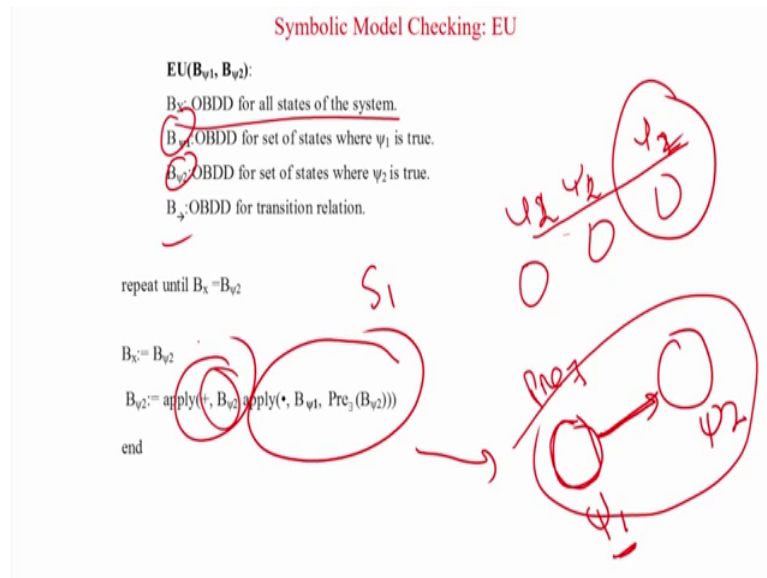 Symbolic Model Checking: EU
EU(Bψ1, Bψ2):
Bx: OBDD for all states of the system.
Bψ1: OBDD for set of states where ψ1 is true.
Bψ2: OBDD for set of states where ψ2 is true.
B→:OBDD for transition relation.
repeat until Bx =Bψ2
Bx:= Bψ2
Bψ2:= apply(+, Bψ2, apply(•, Bψ1, Pre∃ (Bψ2)))
end
S1
ψ2
ψ2
ψ2
Pre∃
ψ2
ψ1